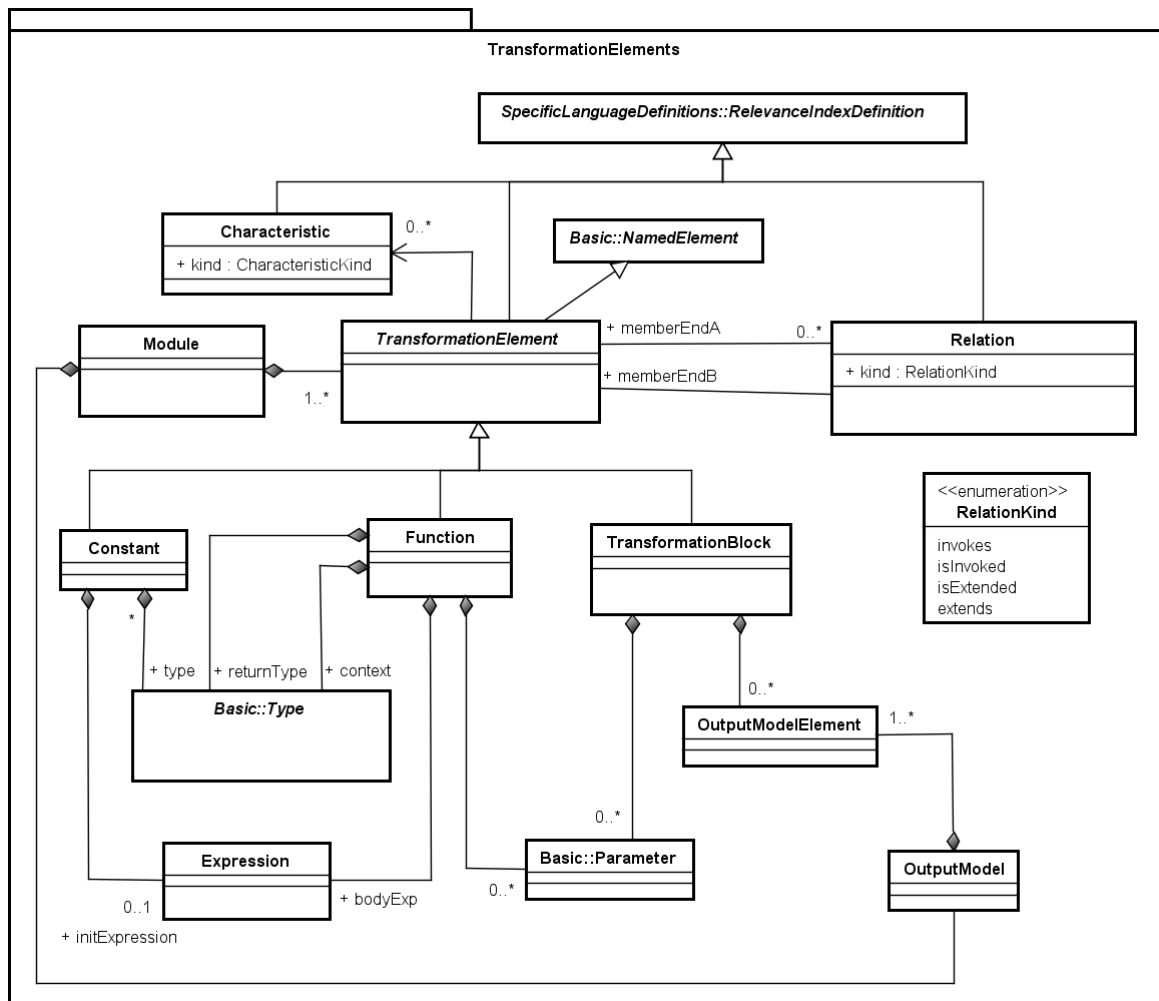 TransformationElements
SpecificLanguageDefinitions::RelevanceIndexDefinition
Characteristic
+ kind : CharacteristicKind
0..*
Basic::NamedElement
Module
1..*
TransformationElement
+ memberEndA
0..*
+ memberEndB
Relation
+ kind : RelationKind
<<enumeration>>
RelationKind
invokes
isInvoked
isExtended
extends
Constant
Function
TransformationBlock
*
+ type
+ returnType
+ context
Basic::Type
0..*
OutputModelElement
1..*
0..*
Expression
0..1
+ initExpression
+ bodyExp
Basic::Parameter
0..*
OutputModel